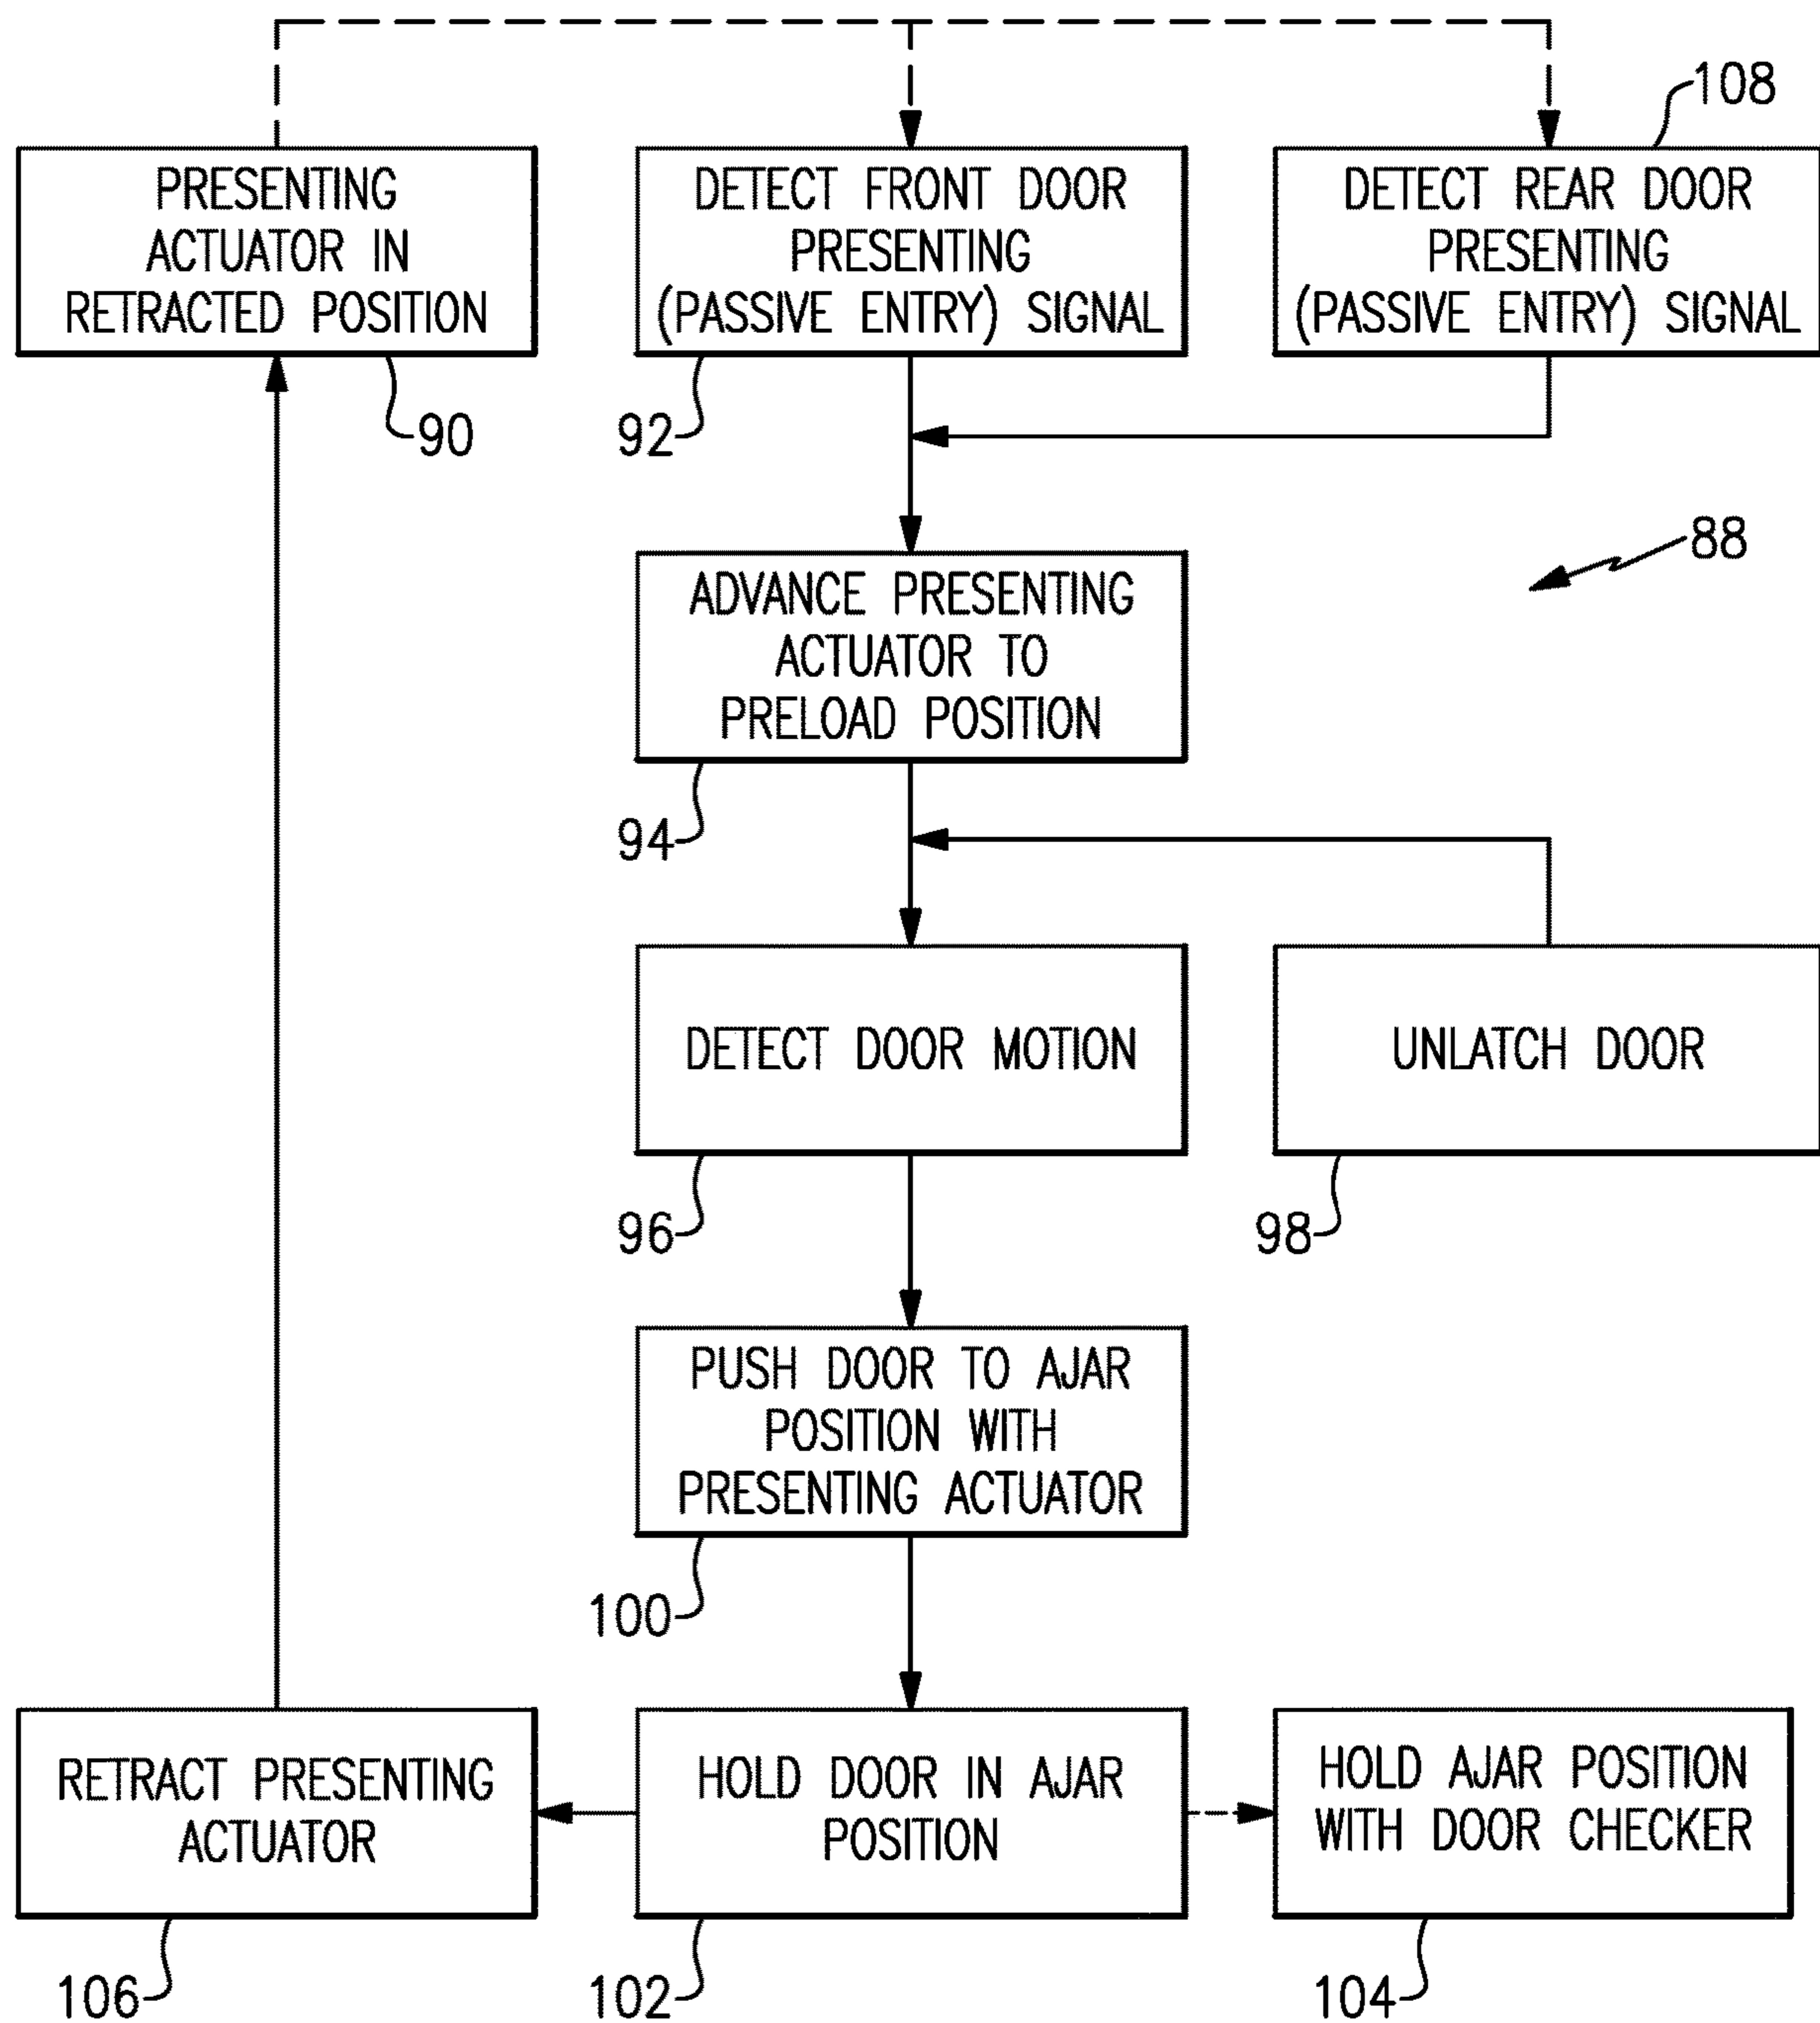 108
PRESENTING
ACTUATOR IN
RETRACTED POSITION
90
DETECT FRONT DOOR
PRESENTING
(PASSIVE ENTRY) SIGNAL
92
DETECT REAR DOOR
PRESENTING
(PASSIVE ENTRY) SIGNAL
88
ADVANCE PRESENTING
ACTUATOR TO
PRELOAD POSITION
94
DETECT DOOR MOTION
96
UNLATCH DOOR
98
PUSH DOOR TO AJAR
POSITION WITH
PRESENTING ACTUATOR
100
RETRACT PRESENTING
ACTUATOR
106
HOLD DOOR IN AJAR
POSITION
102
HOLD AJAR POSITION
WITH DOOR CHECKER
104